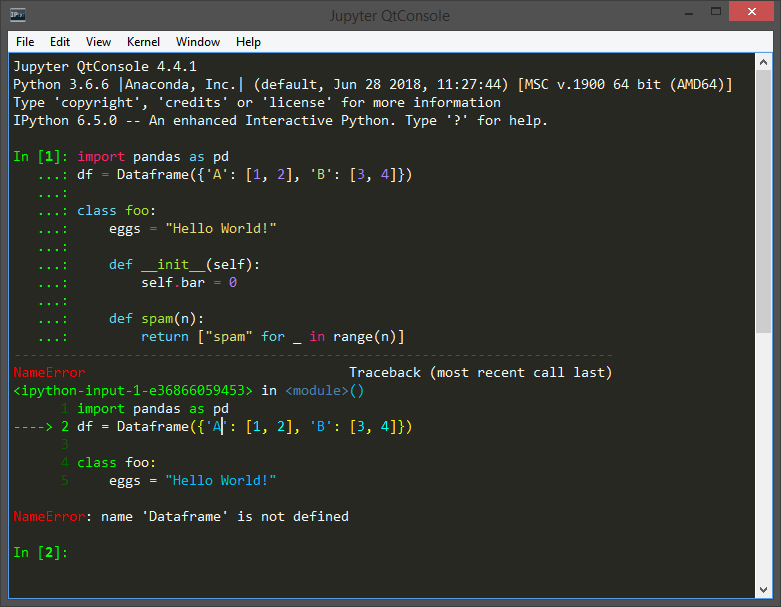 Jupyter QtConsole
File Edit View Kernel Window Help
Jupyter QtConsole 4.4.1
Python 3.6.6 |Anaconda, Inc.| (default, Jun 28 2018, 11:27:44) [MSC v.1900 64 bit (AMD64)]
Type 'copyright', 'credits' or 'license' for more information
IPython 6.5.0 -- An enhanced Interactive Python. Type '?' for help.
In [1]: import pandas as pd
   ...: df = Dataframe({'A': [1, 2], 'B': [3, 4]})
   ...:
   ...: class foo:
   ...:     eggs = "Hello World!"
   ...:
   ...:     def __init__(self):
   ...:         self.bar = 0
   ...:
   ...:     def spam(n):
   ...:         return ["spam" for _ in range(n)]
---------------------------------------------------------------------------
NameError                                 Traceback (most recent call last)
<ipython-input-1-e36866059453> in <module>()
      1 import pandas as pd
----> 2 df = Dataframe({'A': [1, 2], 'B': [3, 4]})
      3
      4 class foo:
      5     eggs = "Hello World!"
NameError: name 'Dataframe' is not defined
In [2]: